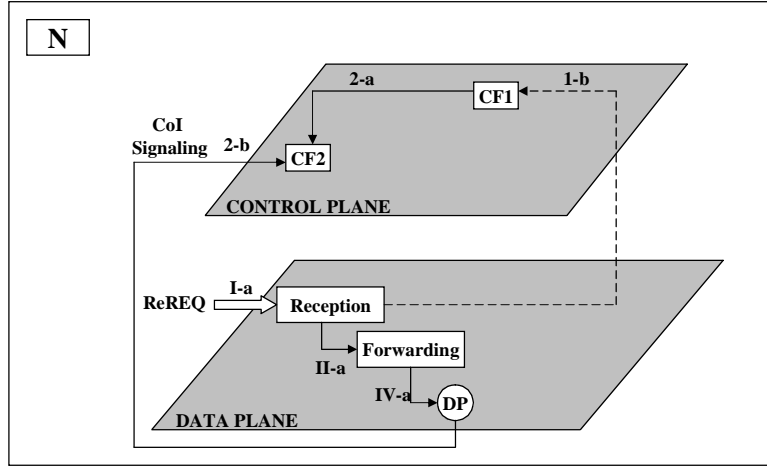 N
2-a
1-b
CF1
CoI
Signaling
2-b
CF2
CONTROL PLANE
I-a
ReREQ
Reception
Forwarding
II-a
IV-a
DP
DATA PLANE